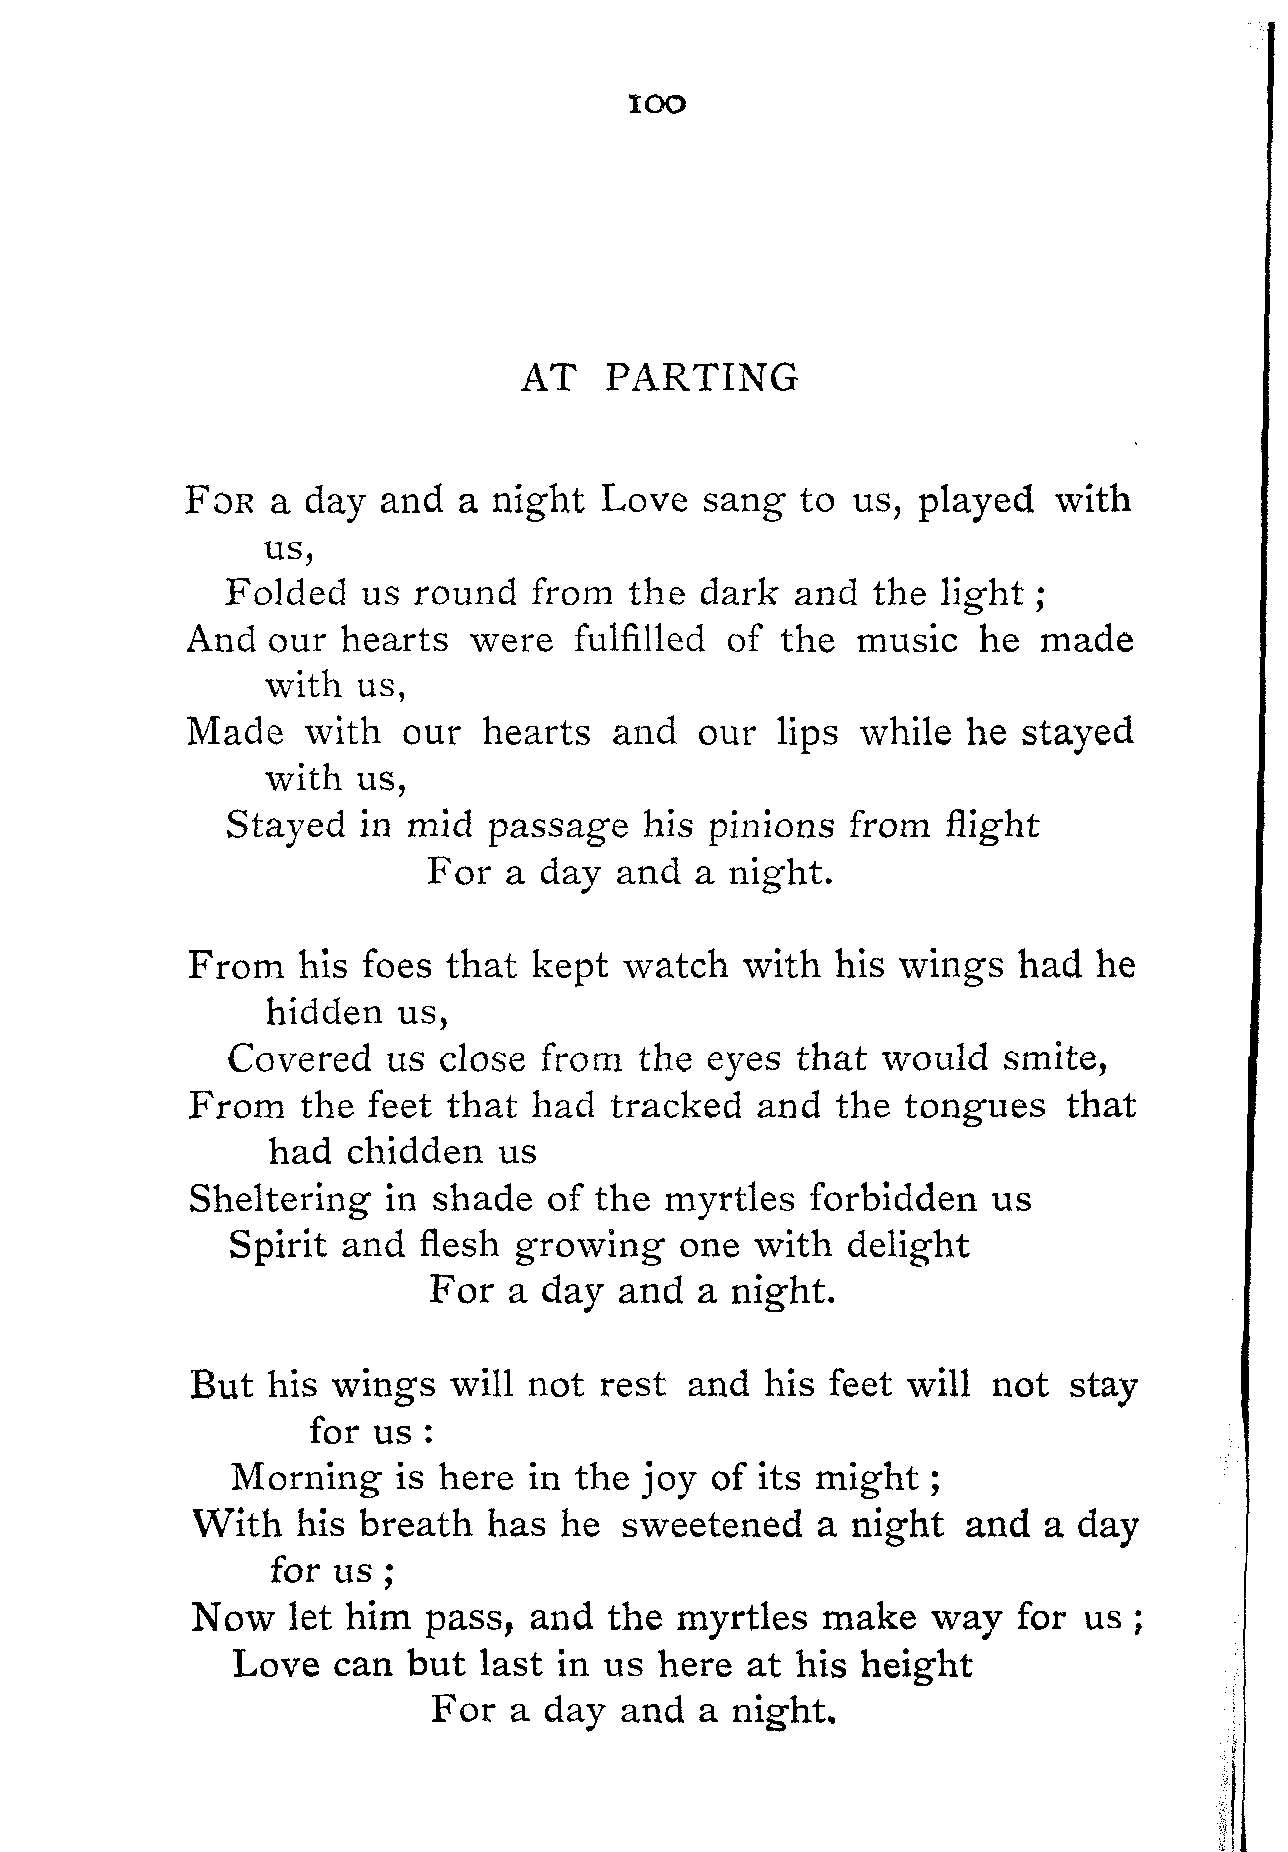 100
AT PARTING
FOR a day and a night Love sang to us, played with
us,
Folded us round from the dark and the light ;
And our hearts were fulfilled of the music he made
with us,
Made with our hearts and our lips while he stayed
with us,
Stayed in mid passage his pinions from flight
For a day and a night.
From his foes that kept watch with his wings had he
hidden us,
Covered us close from the eyes that would smite,
From the feet that had tracked and the tongues that
had chidden us
Sheltering in shade of the myrtles forbidden us
Spirit and flesh growing one with delight
For a day and a night.
But his wings will not rest and his feet will not stay
for us :
Morning is here in the joy of its might ;
With his breath has he sweetened a night and a day
for us ;
Now let him pass, and the myrtles make way for us ;
Love can but last in us here at his height
For a day and a night.